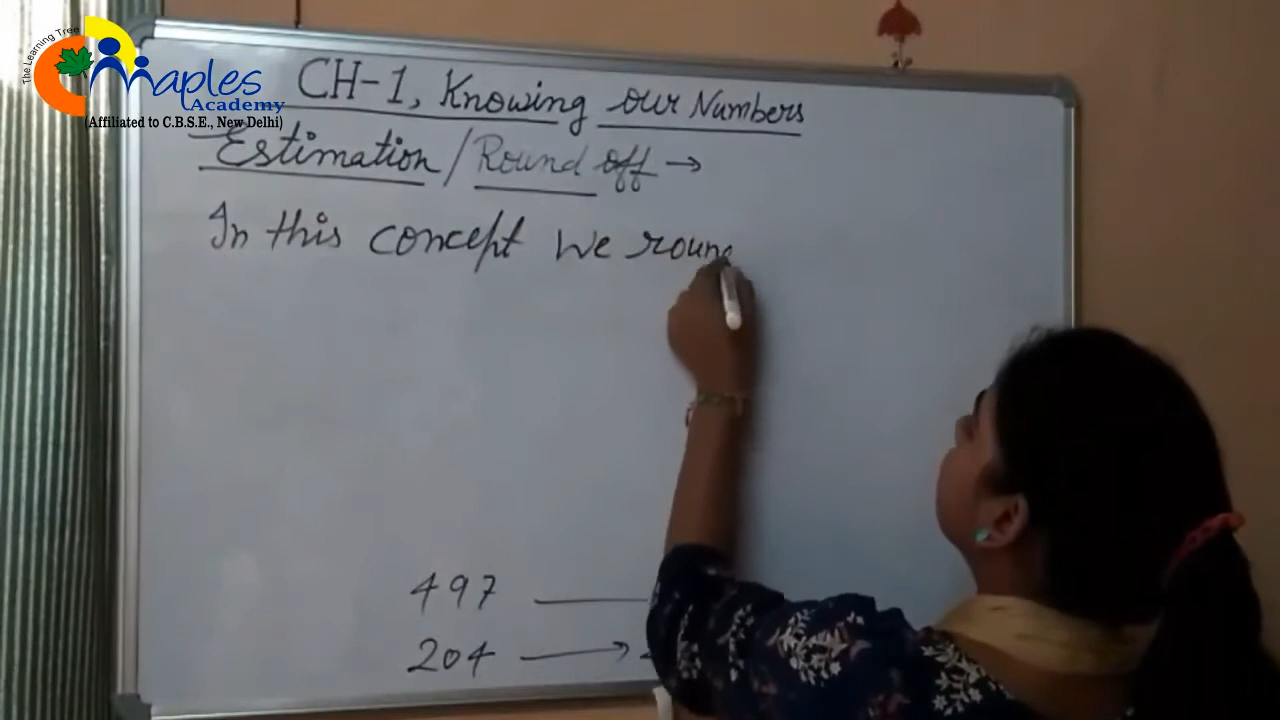 The Learning Tree
Maples
Academy
(Affiliated to C.B.S.E., New Delhi)
CH-1, Knowing our Numbers
Estimation / Round off →
In this concept we roun
497
204 →